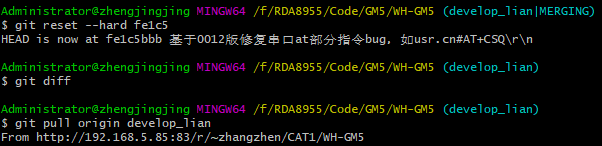 Administrator@zhengjingjing MINGW64 /f/RDA8955/Code/GM5/WH-GM5 (develop_lian|MERGING)
$ git reset --hard fe1c5
HEAD is now at fe1c5bbb 基于0012版修复串口at部分指令bug, 如usr.cn#AT+CSQ\r\n
Administrator@zhengjingjing MINGW64 /f/RDA8955/Code/GM5/WH-GM5 (develop_lian)
$ git diff
Administrator@zhengjingjing MINGW64 /f/RDA8955/Code/GM5/WH-GM5 (develop_lian)
$ git pull origin develop_lian
From http://192.168.5.85:83/r/~zhangzhen/CAT1/WH-GM5